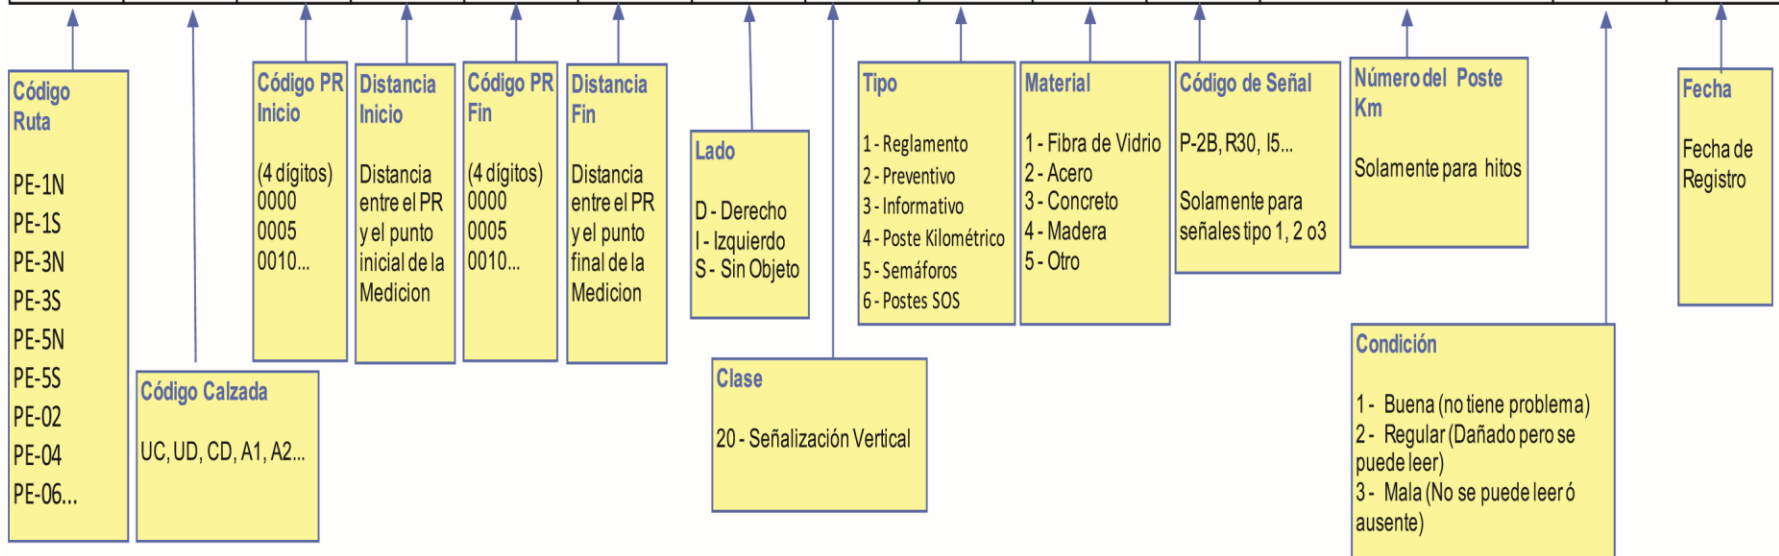 Código
Ruta
PE-1N
PE-1S
PE-3N
PE-3S
PE-5N
PE-5S
PE-02
PE-04
PE-06...
Código Calzada
UC, UD, CD, A1, A2...
Código PR
Inicio
(4 dígitos)
0000
0005
0010...
Distancia
Inicio
Distancia
entre el PR
y el punto
inicial de la
Medicion
Código PR
Fin
(4 dígitos)
0000
0005
0010...
Distancia
Fin
Distancia
entre el PR
y el punto
final de la
Medicion
Lado
D - Derecho
I - Izquierdo
S - Sin Objeto
Clase
20 - Señalización Vertical
Tipo
1 - Reglamento
2 - Preventivo
3 - Informativo
4 - Poste Kilométrico
5 - Semáforos
6 - Postes SOS
Material
1 - Fibra de Vidrio
2 - Acero
3 - Concreto
4 - Madera
5 - Otro
Código de Señal
P-2B, R30, I5...
Solamente para
señales tipo 1, 2 o3
Número del Poste
Km
Solamente para hitos
Condición
1 - Buena (no tiene problema)
2 - Regular (Dañado pero se
puede leer)
3 - Mala (No se puede leer ó
ausente)
Fecha
Fecha de
Registro